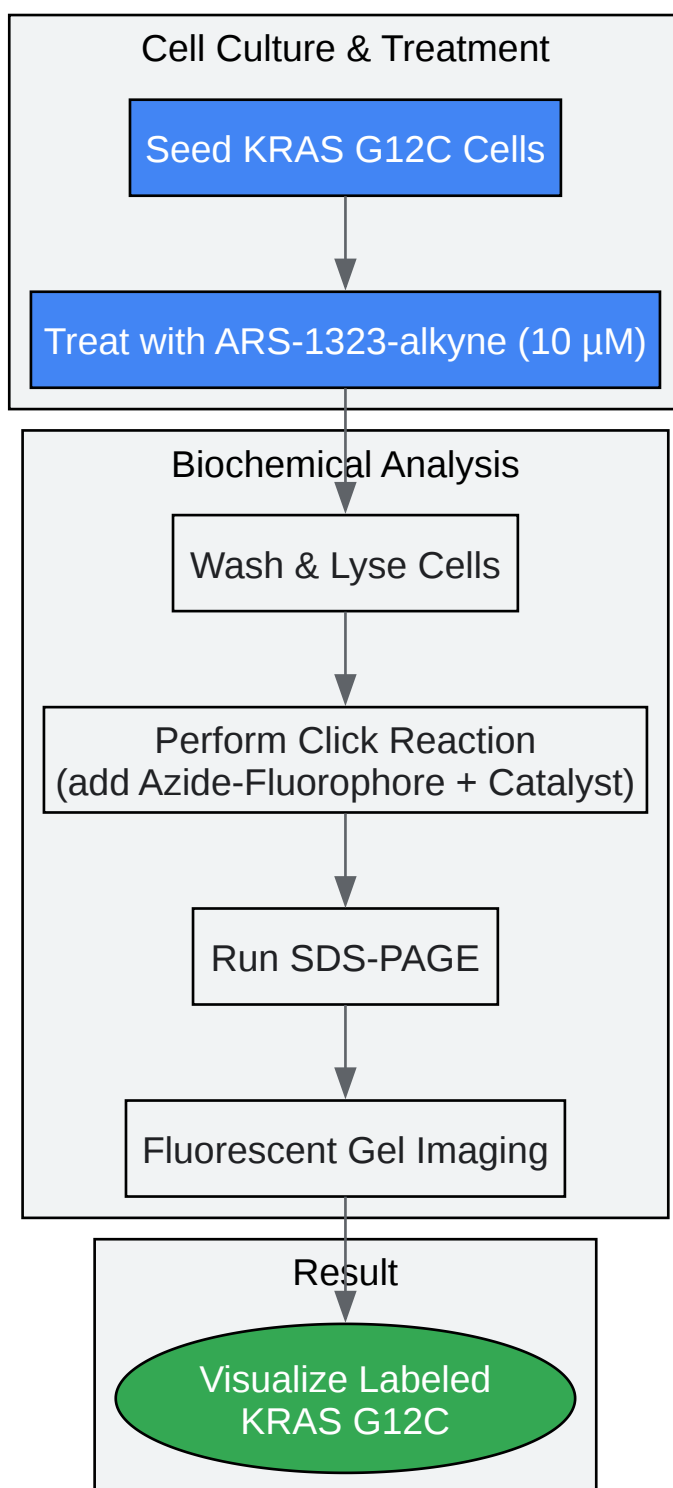 Cell Culture & Treatment
Seed KRAS G12C Cells
Treat with ARS-1323-alkyne (10 µM)
Biochemical Analysis
Wash & Lyse Cells
Perform Click Reaction
(add Azide-Fluorophore + Catalyst)
Run SDS-PAGE
Fluorescent Gel Imaging
Result
Visualize Labeled
KRAS G12C